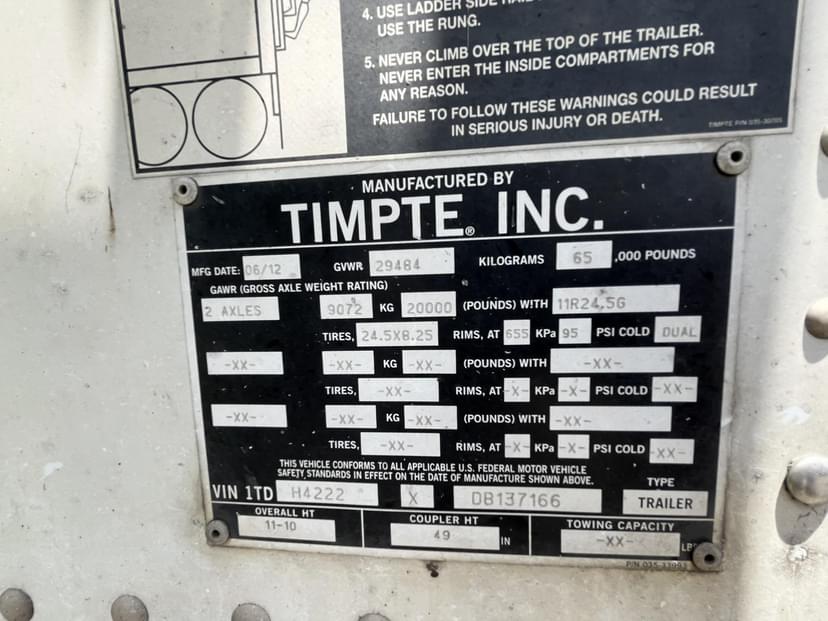 4. USE LADDER SIDE
USE THE RUNG.
5. NEVER CLIMB OVER THE TOP OF THE TRAILER.
NEVER ENTER THE INSIDE COMPARTMENTS FOR
ANY REASON.
FAILURE TO FOLLOW THESE WARNINGS COULD RESULT
IN SERIOUS INJURY OR DEATH.
MANUFACTURED BY
TIMPTE® INC.
MFG DATE: 06/12 GVWR 29484 KILOGRAMS 65 ,000 POUNDS
GAWR (GROSS AXLE WEIGHT RATING)
2 AXLES 9072 KG 20000 (POUNDS) WITH 11R24.5G
TIRES, 24.5X8.25 RIMS, AT 655 KPa 95 PSI COLD DUAL
-XX- -XX- KG -XX- (POUNDS) WITH -XX-
TIRES, -XX- RIMS, AT -X- KPa -X- PSI COLD -XX-
-XX- -XX- KG -XX- (POUNDS) WITH -XX-
TIRES, -XX- RIMS, AT -X- KPa -X- PSI COLD -XX-
THIS VEHICLE CONFORMS TO ALL APPLICABLE U.S. FEDERAL MOTOR VEHICLE
SAFETY STANDARDS IN EFFECT ON THE DATE OF MANUFACTURE SHOWN ABOVE.
VIN 1TD H4222 X DB137166 TYPE TRAILER
OVERALL HT 11-10 COUPLER HT 49 IN TOWING CAPACITY -XX-